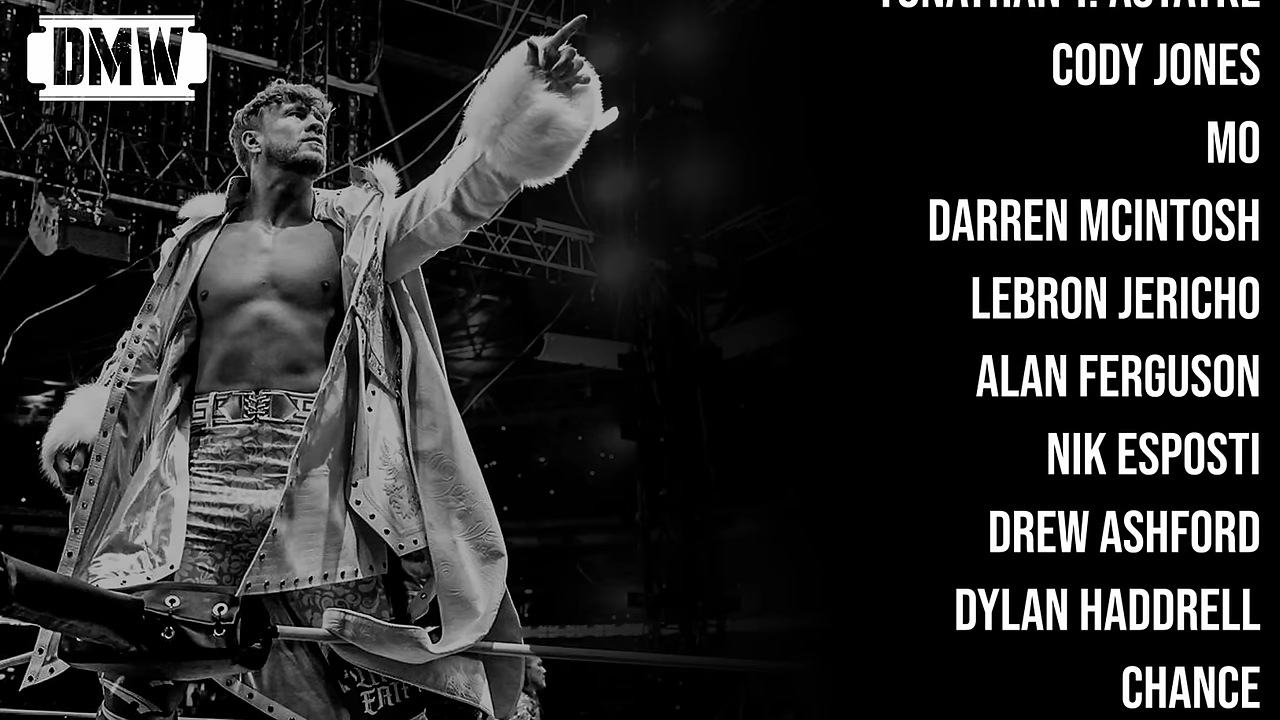 DMW
CODY JONES
MO
DARREN MCINTOSH
LEBRON JERICHO
ALAN FERGUSON
NIK ESPOSTI
DREW ASHFORD
DYLAN HADDRELL
CHANCE